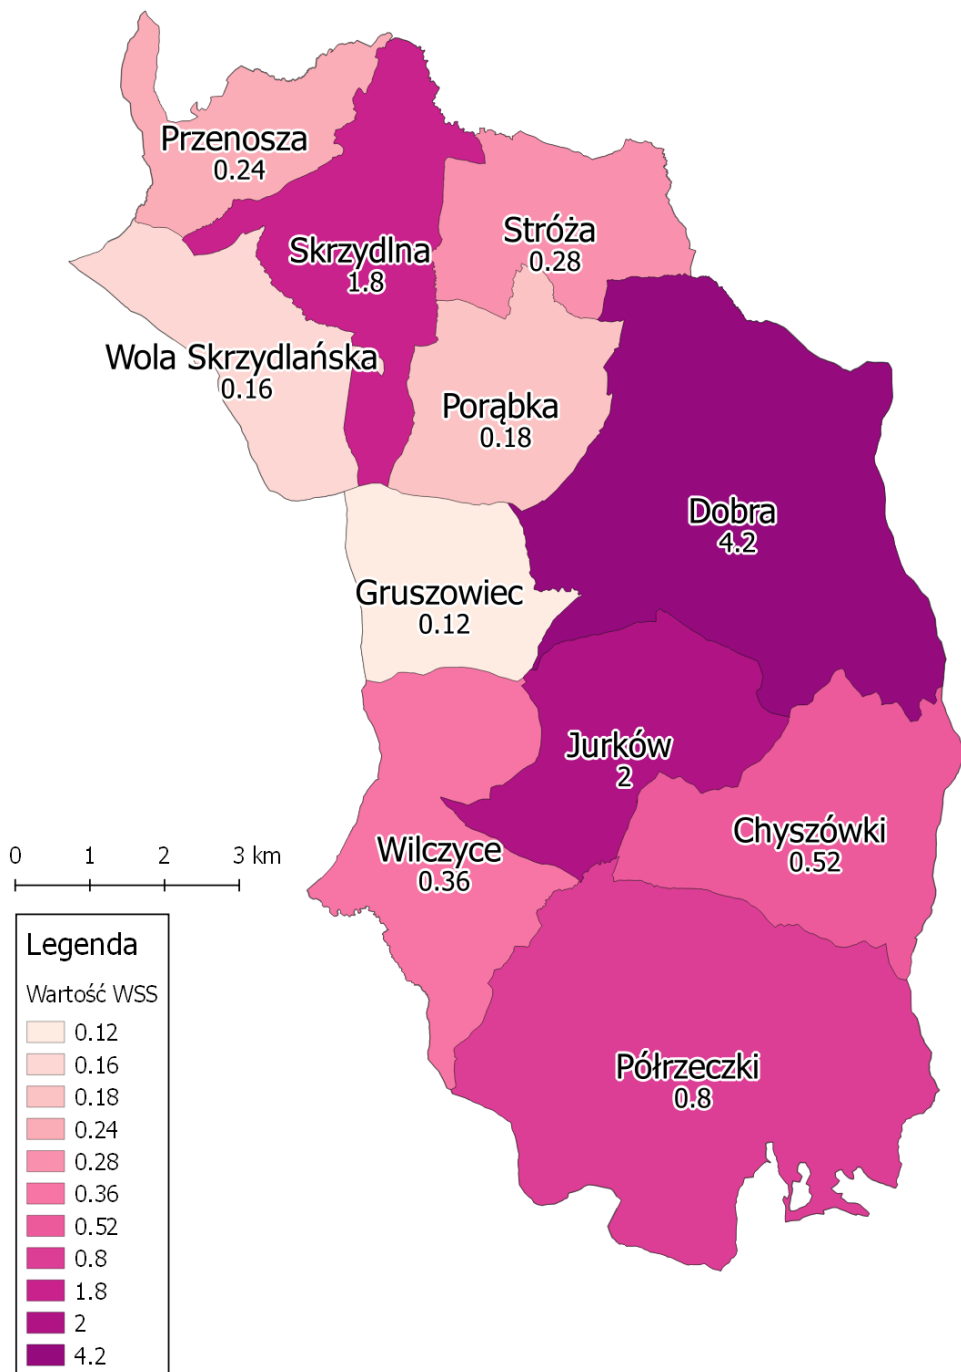 Przenosza
0.24
Skrzydlna
1.8
Stróża
0.28
Wola Skrzydlańska
0.16
Porąbka
0.18
Dobra
4.2
Gruszowiec
0.12
Jurków
2
Chyszówki
0.52
Wilczyce
0.36
Półrzeczki
0.8
0 1 2 3 km
Legenda
Wartość WSS
0.12
0.16
0.18
0.24
0.28
0.36
0.52
0.8
1.8
2
4.2